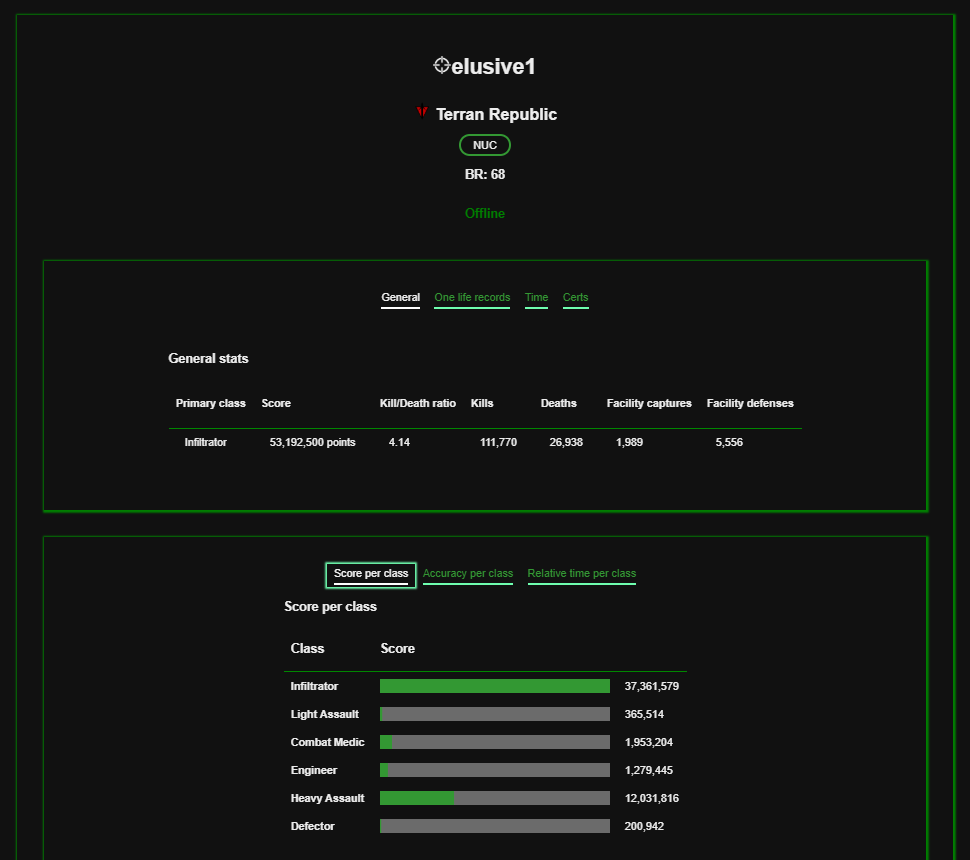 elusive1
Terran Republic
NUC
BR: 68
Offline
General One life records Time Certs
General stats
Primary class Score Kill/Death ratio Kills Deaths Facility captures Facility defenses
Infiltrator 53,192,500 points 4.14 111,770 26,938 1,989 5,556
Score per class Accuracy per class Relative time per class
Score per class
Class Score
Infiltrator 37,361,579
Light Assault 365,514
Combat Medic 1,953,204
Engineer 1,279,445
Heavy Assault 12,031,816
Defector 200,942